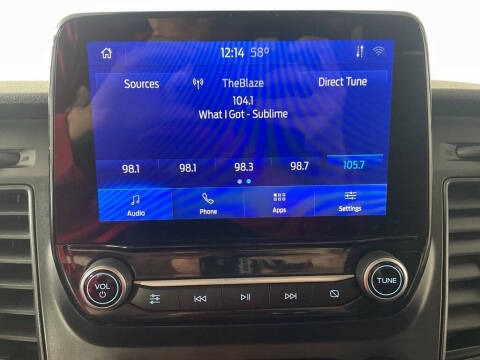 12:14 58°
Sources TheBlaze Direct Tune
104.1
What I Got - Sublime
98.1 98.1 98.3 98.7 105.7
Audio Phone Apps Settings
VOL TUNE